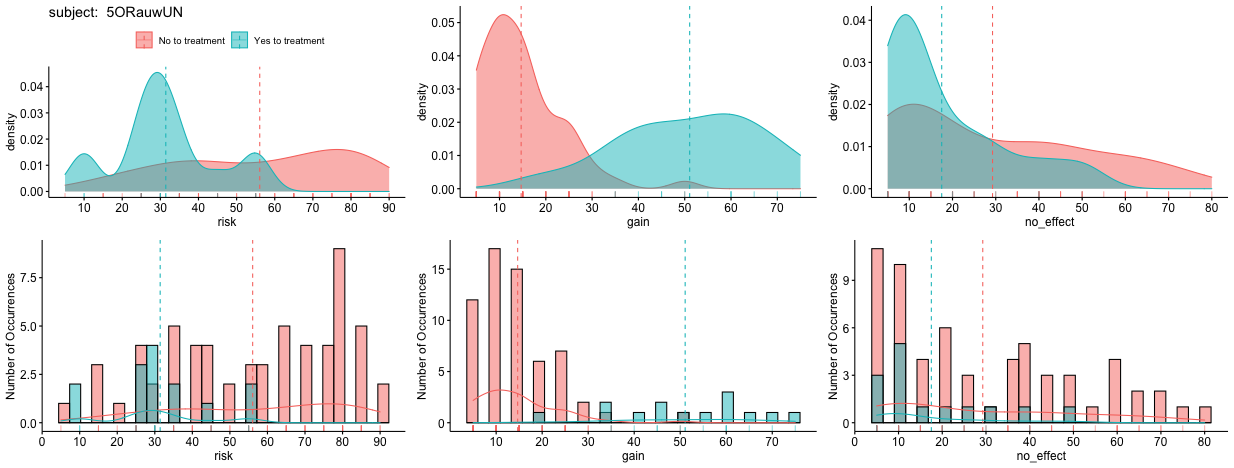 subject: 5ORauwUN
No to treatment Yes to treatment
density
0.04
0.03
0.02
0.01
0.00
10 20 30 40 50 60 70 80 90
risk
density
0.05
0.04
0.03
0.02
0.01
0.00
10 20 30 40 50 60 70
gain
density
0.04
0.03
0.02
0.01
0.00
10 20 30 40 50 60 70 80
no_effect
Number of Occurrences
7.5
5.0
2.5
0.0
0 10 20 30 40 50 60 70 80 90
risk
Number of Occurrences
15
10
5
0
10 20 30 40 50 60 70
gain
Number of Occurrences
9
6
3
0
0 10 20 30 40 50 60 70 80
no_effect